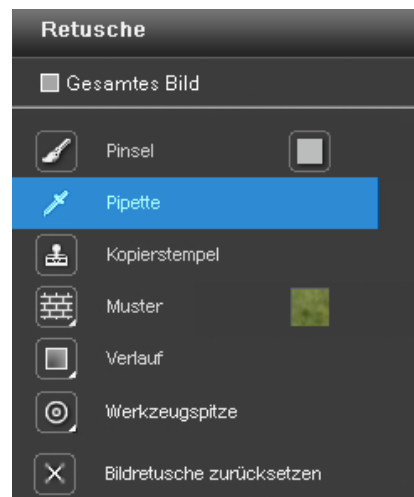 Retusche
Gesamtes Bild
Pinsel
Pipette
Kopierstempel
Muster
Verlauf
Werkzeugspitze
Bildretusche zurücksetzen